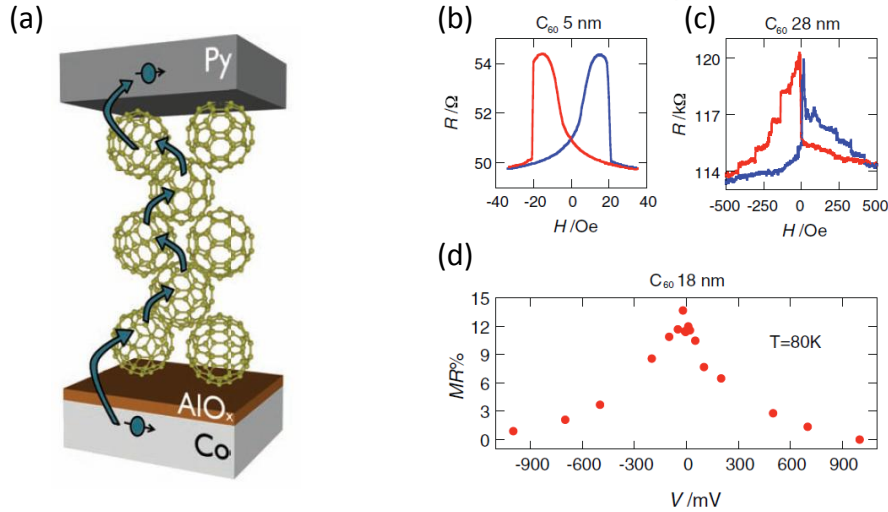 (a)
Py
AlOx
Co
(b)
C60 5 nm
R /Ω
54
52
50
-40 -20 0 20 40
H /Oe
(c)
C60 28 nm
R /kΩ
120
117
114
-500 -250 0 250 500
H /Oe
(d)
C60 18 nm
MR%
15
12
9
6
3
0
T=80K
-900 -600 -300 0 300 600 900
V /mV